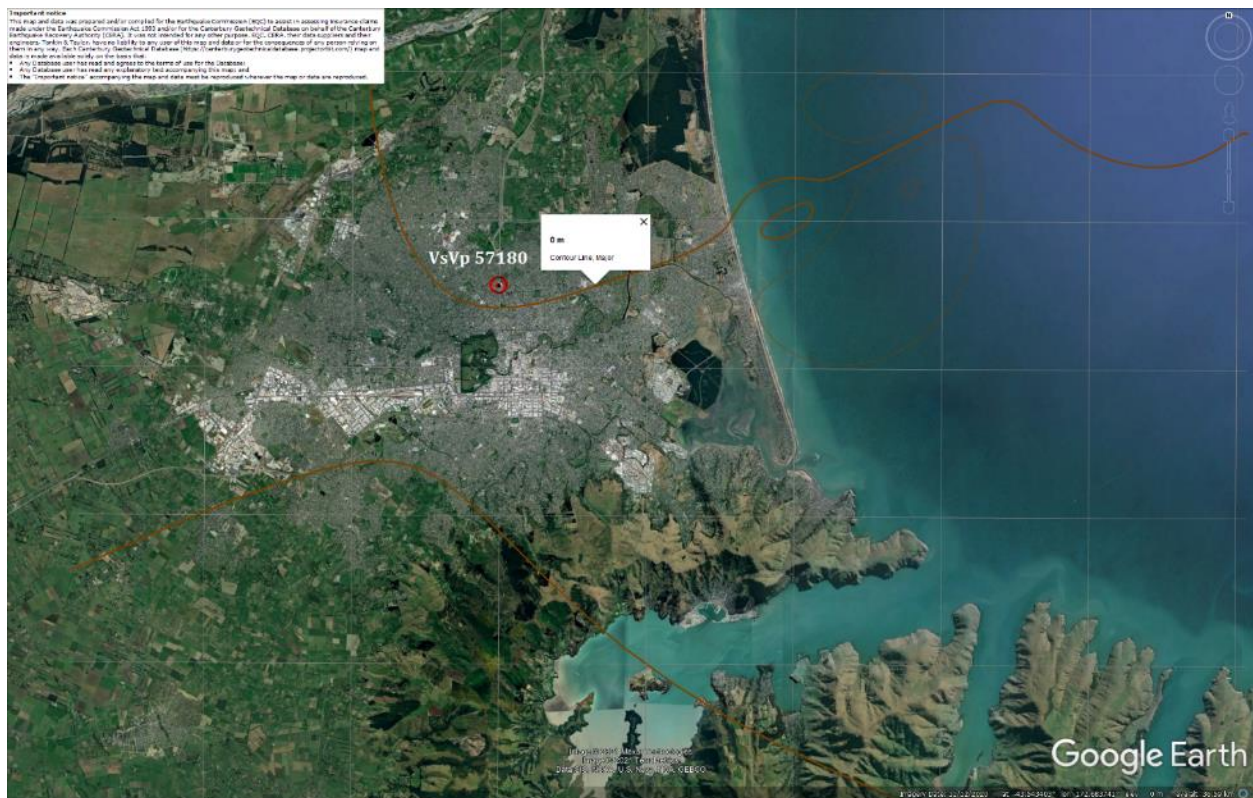 Important notice
This map and data was prepared and/or compiled for the Earthquake Commission (EQC) to assist in assessing insurance claims
made under the Earthquake Commission Act 1993 and/or for the Canterbury Geotechnical Database on behalf of the Canterbury
Earthquake Recovery Authority (CERA). It was not intended for any other purpose. EQC, CERA, their data suppliers and their
engineers, Tonkin & Taylor, have no liability to any user of this map and data or for the consequences of any person relying on
them in any way. Each Canterbury Geotechnical Database (https://canterburygeotechnicaldatabase.projectorbit.com/) map and
data is made available solely on the basis that:
• Any Database user has read and agrees to the terms of use for the Database;
• Any Database user has read any explanatory text accompanying this map; and
• The "Important notice" accompanying the map and data must be reproduced wherever the map or data are reproduced.
N
0 m
Contour Line, Major
VsVp 57180
Google Earth